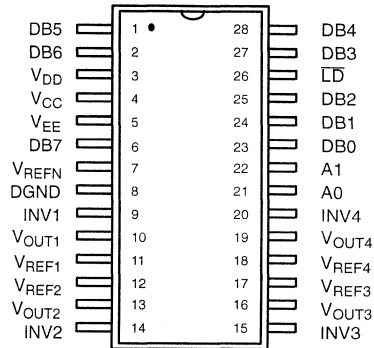 DB5 1 28 DB4
DB6 2 27 DB3
VDD 3 26 L̅D̅
VCC 4 25 DB2
VEE 5 24 DB1
DB7 6 23 DB0
VREFN 7 22 A1
DGND 8 21 A0
INV1 9 20 INV4
VOUT1 10 19 VOUT4
VREF1 11 18 VREF4
VREF2 12 17 VREF3
VOUT2 13 16 VOUT3
INV2 14 15 INV3